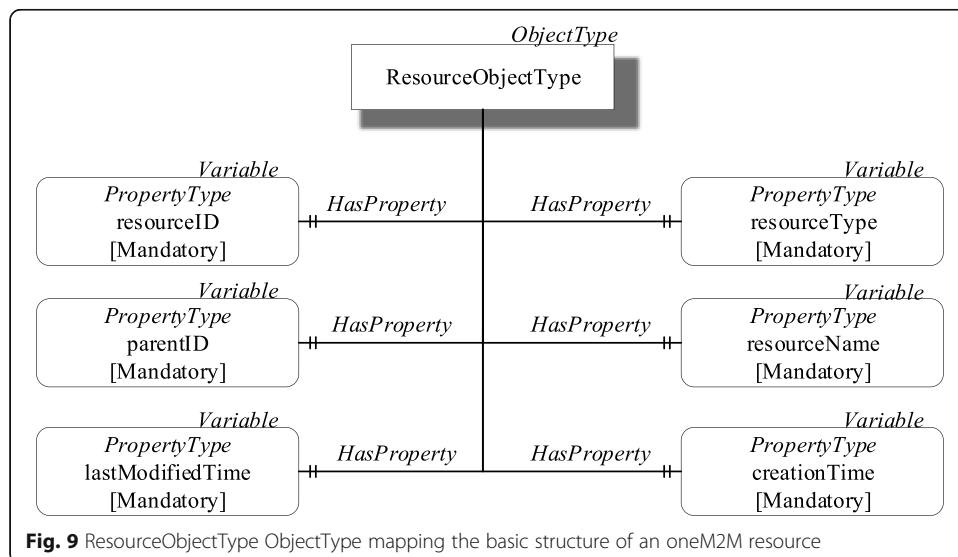 ObjectType
ResourceObjectType
Variable
PropertyType
resourceID
[Mandatory]
HasProperty
HasProperty
Variable
PropertyType
resourceType
[Mandatory]
Variable
PropertyType
parentID
[Mandatory]
HasProperty
HasProperty
Variable
PropertyType
resourceName
[Mandatory]
Variable
PropertyType
lastModifiedTime
[Mandatory]
HasProperty
HasProperty
Variable
PropertyType
creationTime
[Mandatory]
Fig. 9 ResourceObjectType ObjectType mapping the basic structure of an oneM2M resource